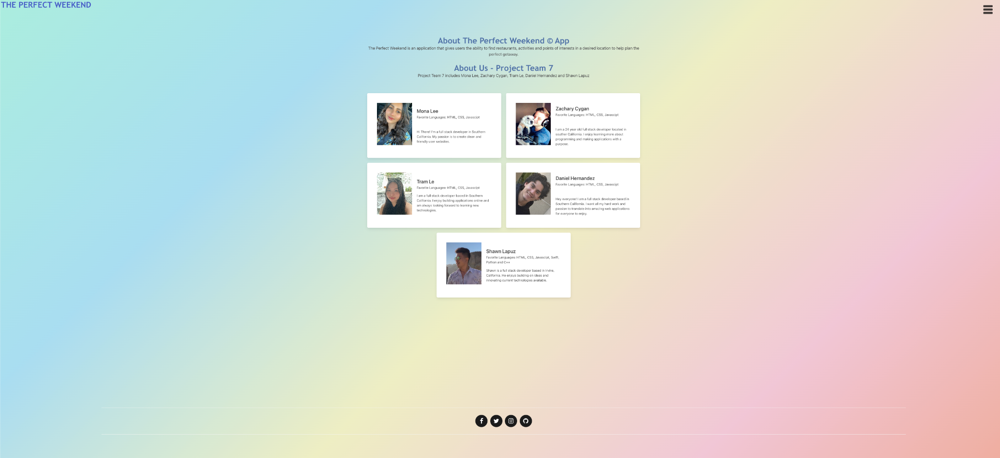 THE PERFECT WEEKEND
About The Perfect Weekend © App
The Perfect Weekend is an application that gives users the ability to find restaurants, activities and points of interests in a desired location to help plan the
perfect getaway.
About Us - Project Team 7
Project Team 7 includes Mona Lee, Zachary Cygan, Tram Le, Daniel Hernandez and Shawn Lapuz
Mona Lee
Favorite Languages: HTML, CSS, Javascipt
Hi There! I'm a full stack developer in Southern
California. My passion is to create clean and
friendly user websites.
Zachary Cygan
Favorite Languages: HTML, CSS, Javascipt
I am a 24 year old full stack developer located in
souther California. I enjoy learning more about
programming and making applications with a
purpose.
Tram Le
Favorite Languages: HTML, CSS, Javascipt
I am a full stack developer based in Southern
California. I enjoy building applications online and
am always looking forward to learning new
technologies.
Daniel Hernandez
Favorite Languages: HTML, CSS, Javascipt
Hey everyone! I am a full stack developer based in
Southern California. I want all my hard work and
passion to translate into amazing web applications
for everyone to enjoy.
Shawn Lapuz
Favorite Languages: HTML, CSS, Javascipt, Swift,
Python and C++
Shawn is a full stack developer based in Irvine,
California. He enjoys building on ideas and
innovating current technologies available.